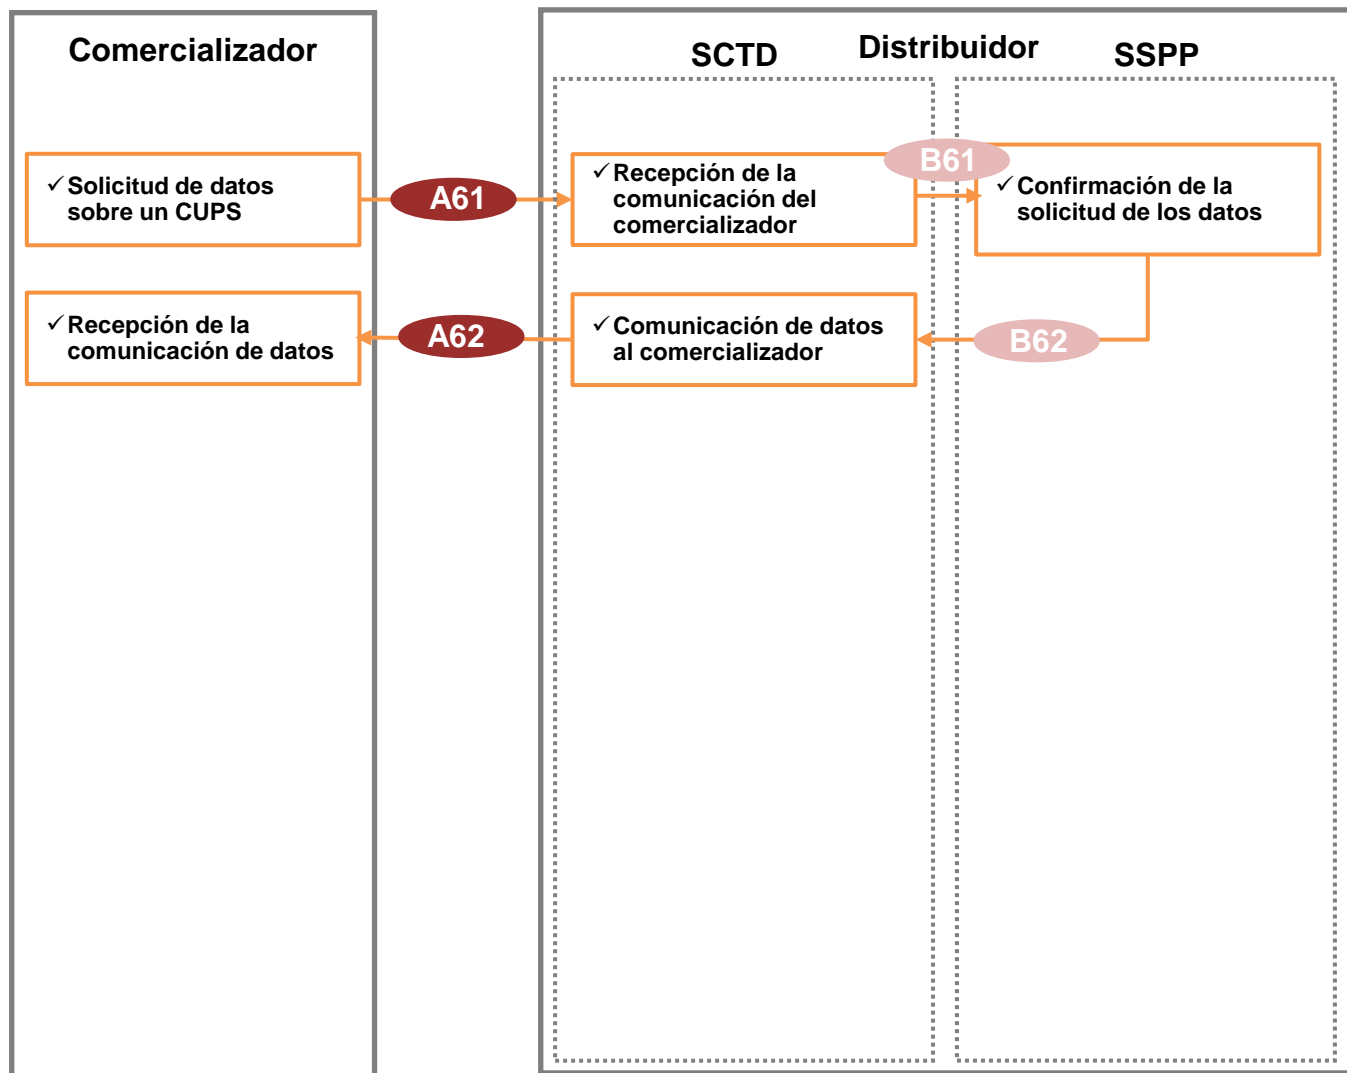 Comercializador
Distribuidor
SCTD
SSPP
✓ Solicitud de datos
sobre un CUPS
A61
✓ Recepción de la
comunicación del
comercializador
B61
✓ Confirmación de la
solicitud de los datos
✓ Recepción de la
comunicación de datos
A62
✓ Comunicación de datos
al comercializador
B62